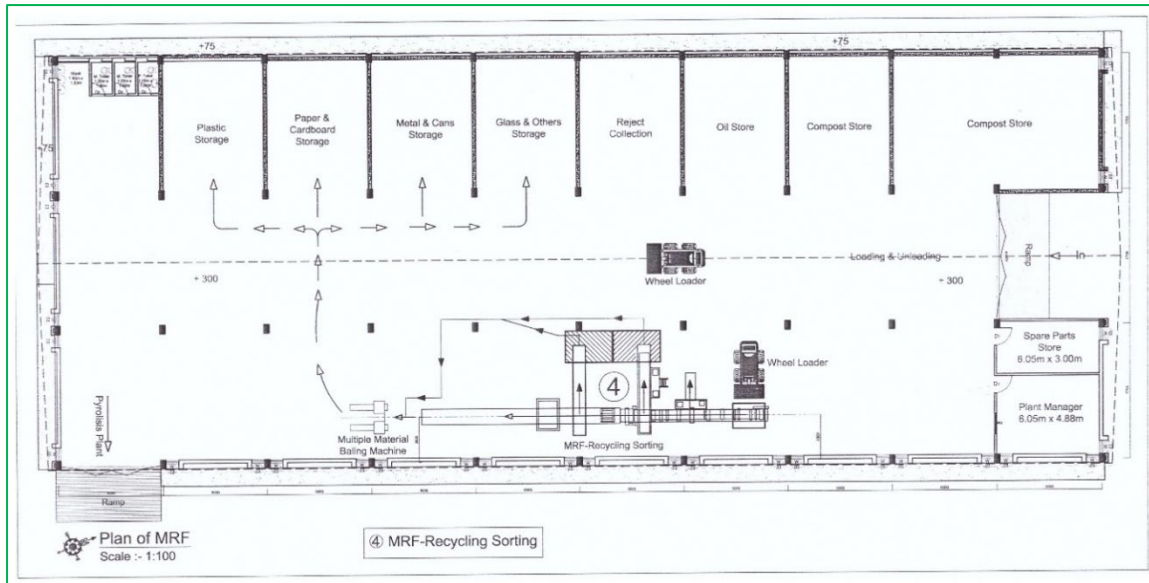 +75
+75
+75
Plastic
Storage
Paper &
Cardboard
Storage
Metal & Cans
Storage
Glass & Others
Storage
Reject
Collection
Oil Store
Compost Store
Compost Store
+ 300
Wheel Loader
Loading & Unleading
+ 300
Ramp
In
Wheel Loader
Spare Parts
Store
6.05m x 3.00m
Plant Manager
6.05m x 4.88m
4
Pyrolisis Plant
Multiple Material
Baling Machine
MRF-Recycling Sorting
Ramp
Plan of MRF
Scale :- 1:100
④ MRF-Recycling Sorting